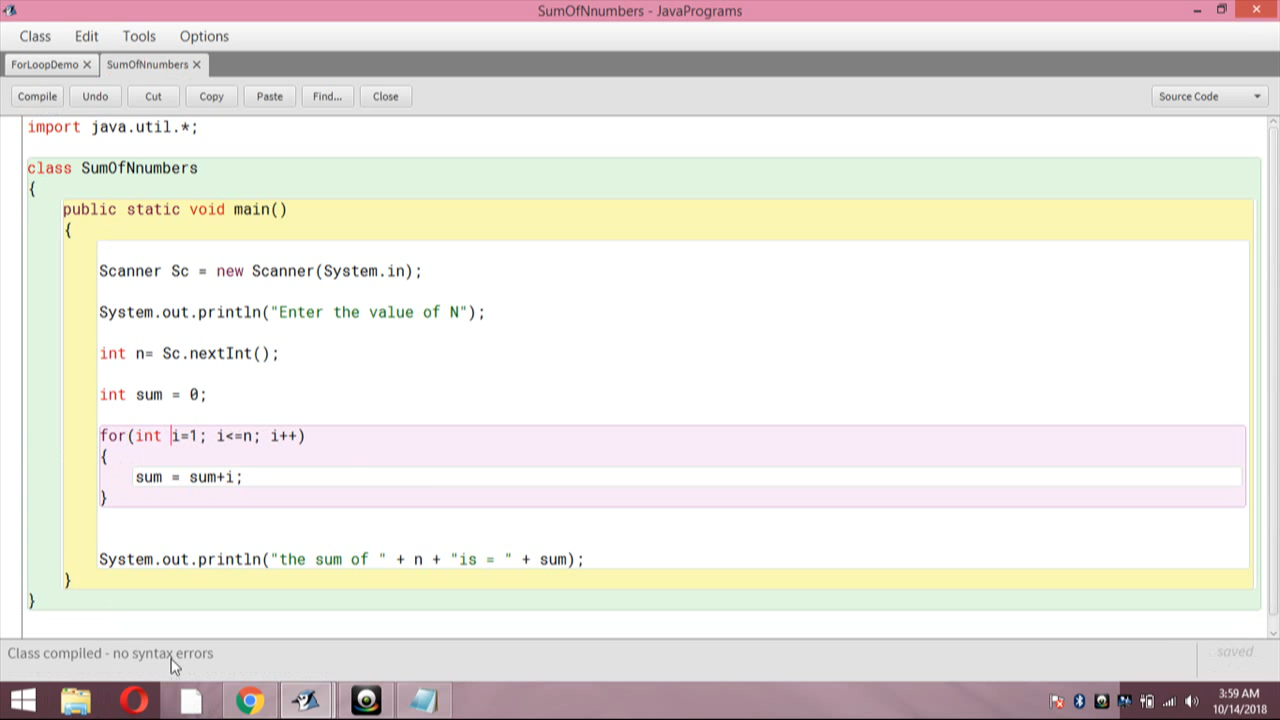 SumOfNnumbers - JavaPrograms
Class Edit Tools Options
ForLoopDemo X SumOfNnumbers X
Compile Undo Cut Copy Paste Find... Close Source Code
import java.util.*;
class SumOfNnumbers
{
public static void main()
{
Scanner Sc = new Scanner(System.in);
System.out.println("Enter the value of N");
int n= Sc.nextInt();
int sum = 0;
for(int i=1; i<=n; i++)
{
sum = sum+i;
}
System.out.println("the sum of " + n + "is = " + sum);
}
}
Class compiled - no syntax errors saved
3:59 AM
10/14/2018